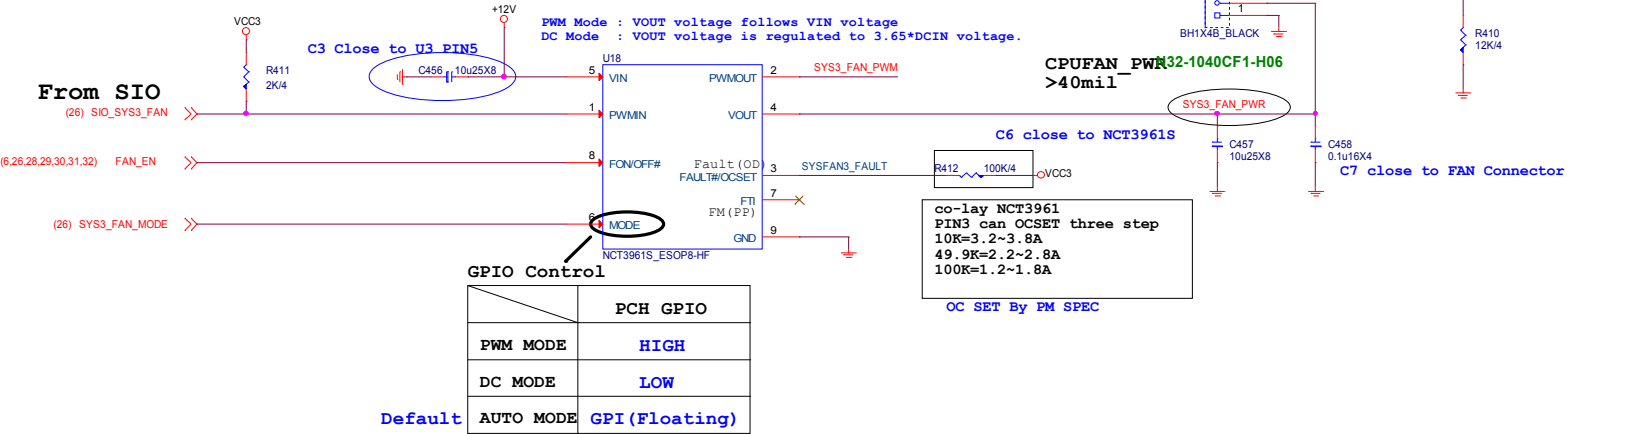 VCC3
+12V
PWM Mode : VOUT voltage follows VIN voltage
DC Mode : VOUT voltage is regulated to 3.65*DCIN voltage.
1
BH1X4B_BLACK
R410
12K/4
C3 Close to U3 PIN5
U18
R411
2K/4
C456
10u25X8
5
VIN
PWMOUT
2
SYS3_FAN_PWM
CPUFAN_PWR
N32-1040CF1-H06
>40mil
From SIO
(26) SIO_SYS3_FAN
1
PWMIN
VOUT
4
SYS3_FAN_PWR
C6 close to NCT3961S
C457
10u25X8
C458
0.1u16X4
C7 close to FAN Connector
(6,26,28,29,30,31,32) FAN_EN
8
FON/OFF#
Fault(OD)
FAULT#/OCSET
3
SYSFAN3_FAULT
R412
100K/4
VCC3
FTI
7
FM(PP)
(26) SYS3_FAN_MODE
6
MODE
GND
9
NCT3961S_ESOP8-HF
co-lay NCT3961
PIN3 can OCSET three step
10K=3.2~3.8A
49.9K=2.2~2.8A
100K=1.2~1.8A
OC SET By PM SPEC
GPIO Control
PCH GPIO
PWM MODE HIGH
DC MODE LOW
Default AUTO MODE GPI(Floating)